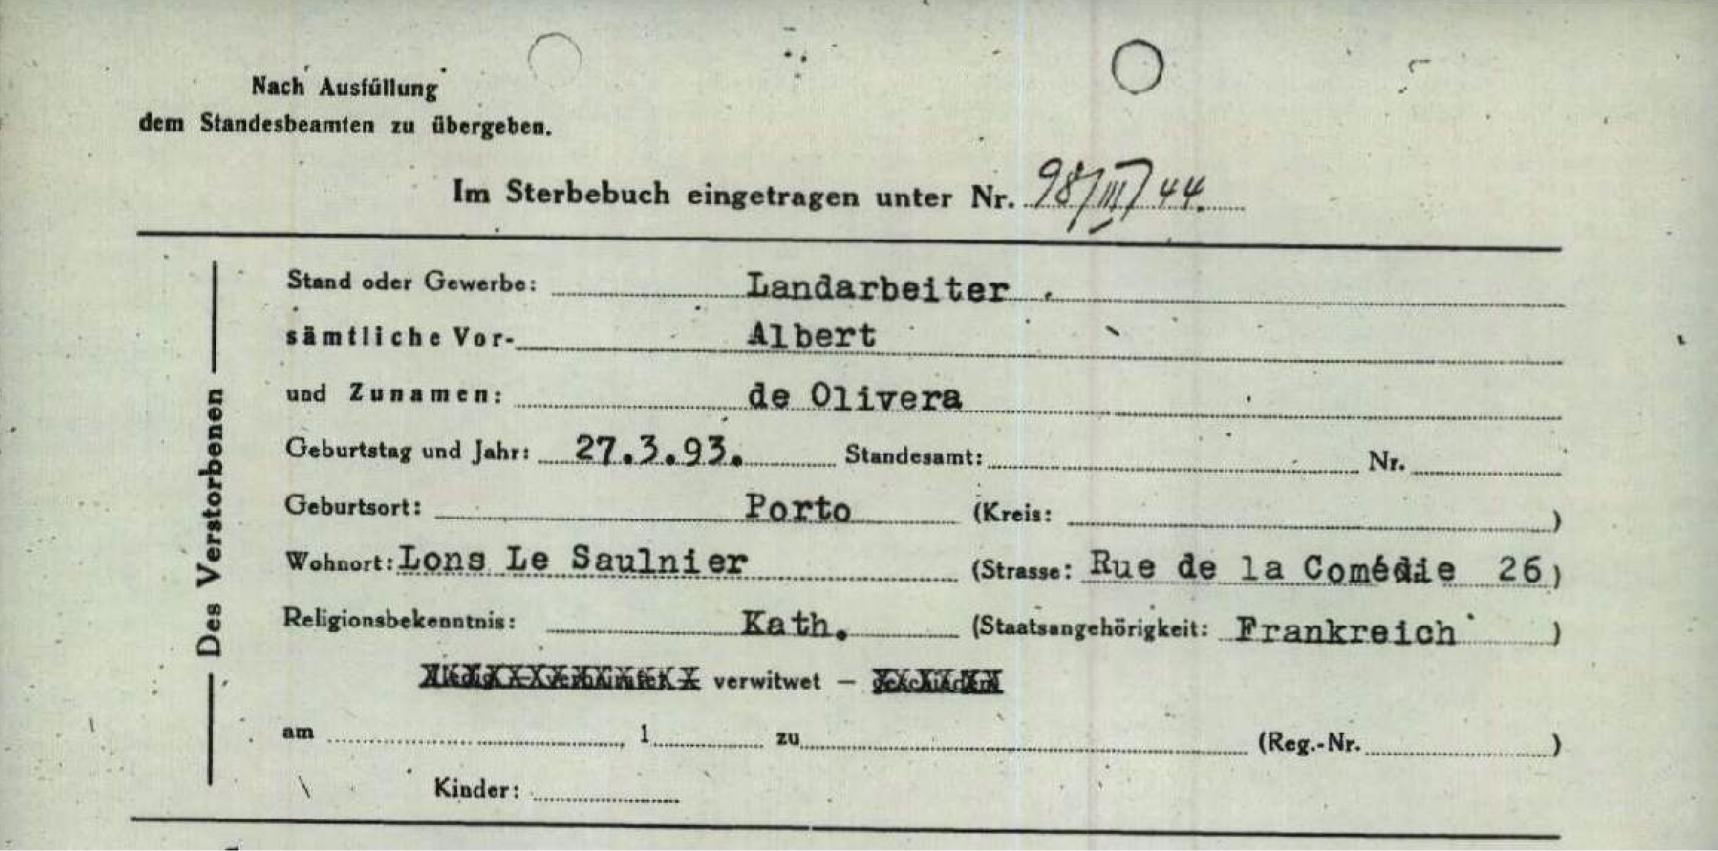 Nach Ausfüllung
dem Standesbeamten zu übergeben.
Im Sterbebuch eingetragen unter Nr. 98/III/44.
Des Verstorbenen
Stand oder Gewerbe: Landarbeiter
sämtliche Vor- Albert
und Zunamen: de Olivera
Geburtstag und Jahr: 27.3.93. Standesamt: Nr.
Geburtsort: Porto (Kreis: )
Wohnort: Lons Le Saulnier (Strasse: Rue de la Comédie 26)
Religionsbekenntnis: Kath. (Staatsangehörigkeit: Frankreich )
verwitwet —
am 1 zu (Reg.-Nr. )
Kinder: